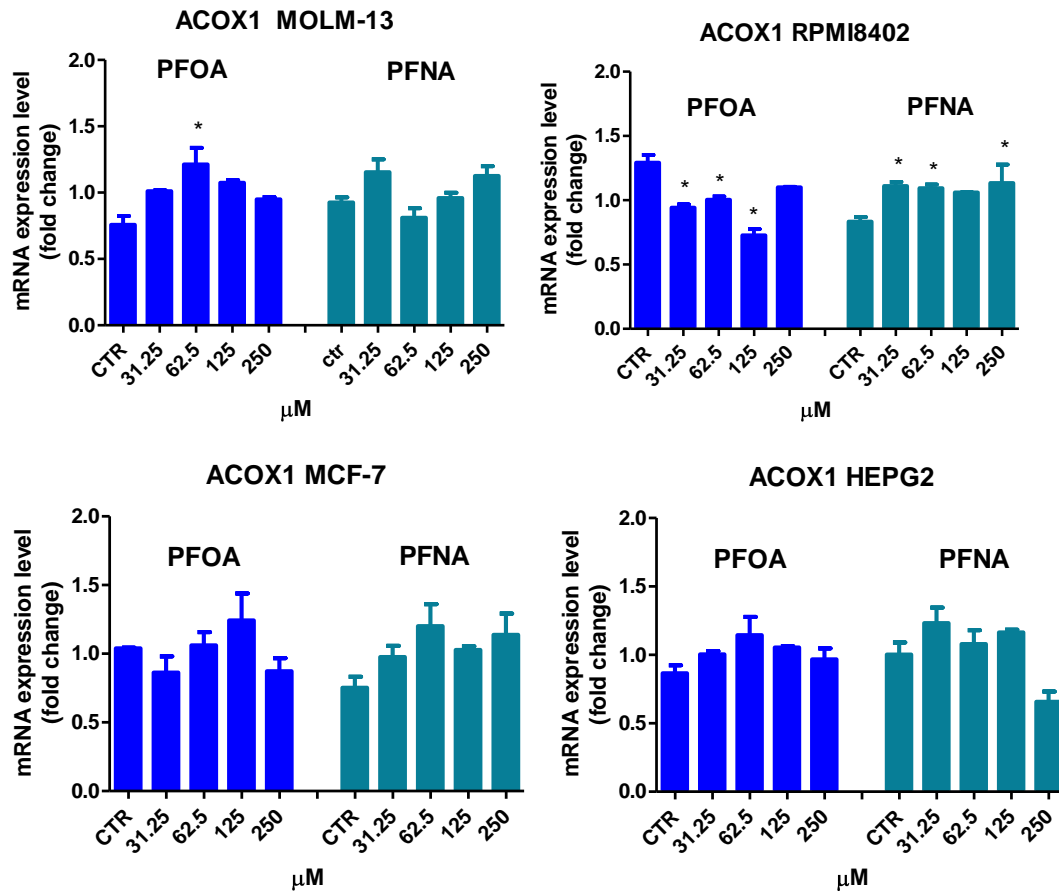 ACOX1 MOLM-13
mRNA expression level
(fold change)
2.0
1.5
1.0
0.5
0.0
PFOA
PFNA
*
CTR
31.25
62.5
125
250
ctr
31.25
62.5
125
250
μM
ACOX1 RPMI8402
mRNA expression level
(fold change)
2.0
1.5
1.0
0.5
0.0
PFOA
PFNA
*
*
*
*
*
*
CTR
31.25
62.5
125
250
CTR
31.25
62.5
125
250
μM
ACOX1 MCF-7
mRNA expression level
(fold change)
2.0
1.5
1.0
0.5
0.0
PFOA
PFNA
CTR
31.25
62.5
125
250
CTR
31.25
62.5
125
250
μM
ACOX1 HEPG2
mRNA expression level
(fold change)
2.0
1.5
1.0
0.5
0.0
PFOA
PFNA
CTR
31.25
62.5
125
250
CTR
31.25
62.5
125
250
μM